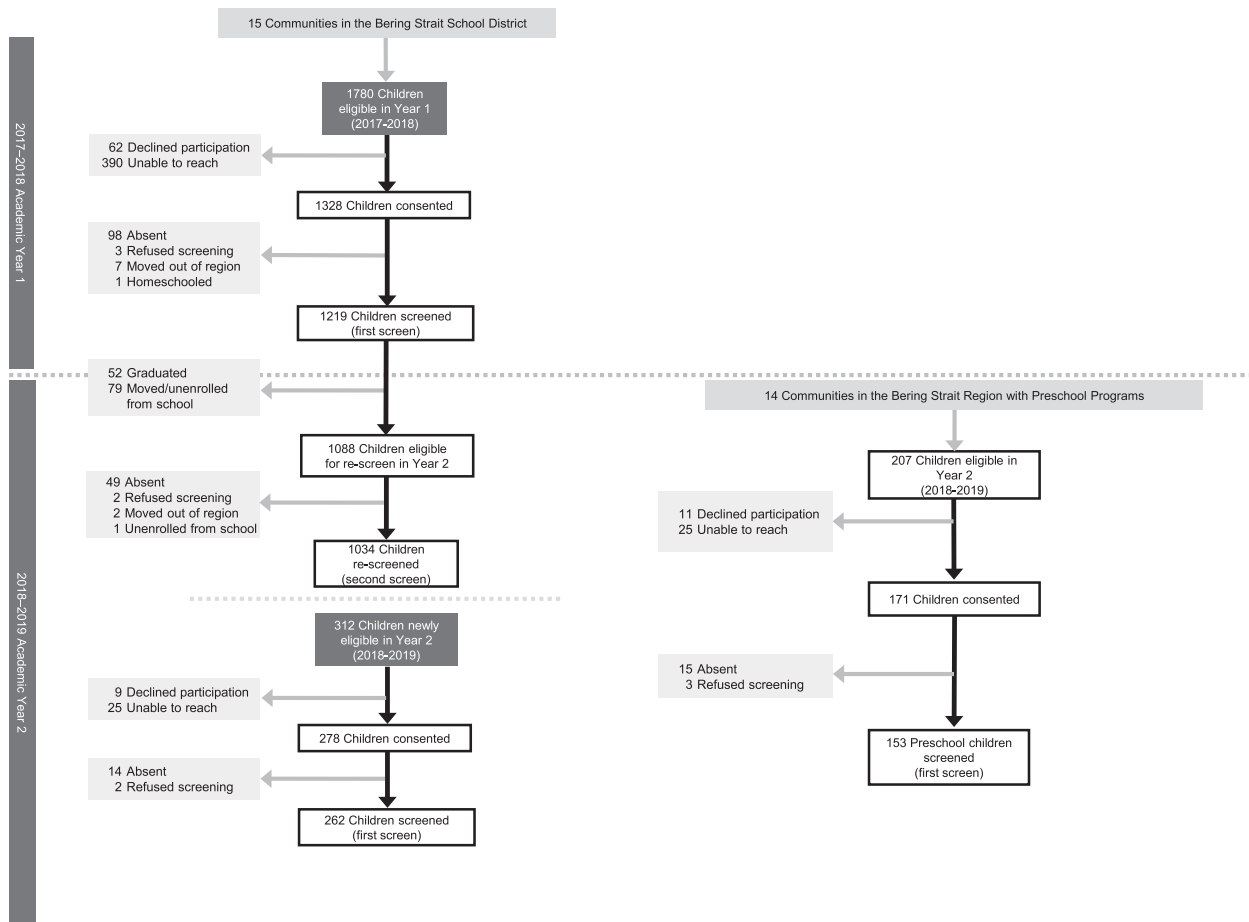 15 Communities in the Bering Strait School District
2017–2018 Academic Year 1
1780 Children
eligible in Year 1
(2017-2018)
62 Declined participation
390 Unable to reach
1328 Children consented
98 Absent
3 Refused screening
7 Moved out of region
1 Homeschooled
1219 Children screened
(first screen)
52 Graduated
79 Moved/unenrolled
from school
2018–2019 Academic Year 2
1088 Children eligible
for re-screen in Year 2
49 Absent
2 Refused screening
2 Moved out of region
1 Unenrolled from school
1034 Children
re-screened
(second screen)
312 Children newly
eligible in Year 2
(2018-2019)
9 Declined participation
25 Unable to reach
278 Children consented
14 Absent
2 Refused screening
262 Children screened
(first screen)
14 Communities in the Bering Strait Region with Preschool Programs
207 Children eligible in
Year 2
(2018-2019)
11 Declined participation
25 Unable to reach
171 Children consented
15 Absent
3 Refused screening
153 Preschool children
screened
(first screen)